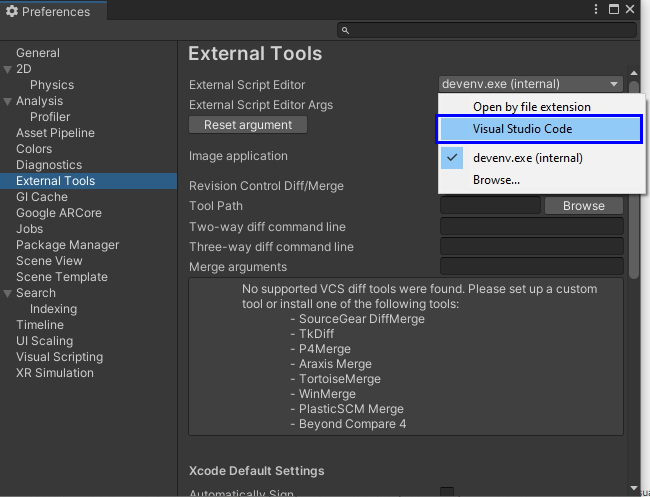 Preferences
General
2D
Physics
Analysis
Profiler
Asset Pipeline
Colors
Diagnostics
External Tools
GI Cache
Google ARCore
Jobs
Package Manager
Scene View
Scene Template
Search
Indexing
Timeline
UI Scaling
Visual Scripting
XR Simulation
External Tools
External Script Editor
devenv.exe (internal)
Open by file extension
Visual Studio Code
devenv.exe (internal)
Browse...
External Script Editor Args
Reset argument
Image application
Revision Control Diff/Merge
Tool Path
Browse
Two-way diff command line
Three-way diff command line
Merge arguments
No supported VCS diff tools were found. Please set up a custom
tool or install one of the following tools:
- SourceGear DiffMerge
- TkDiff
- P4Merge
- Araxis Merge
- TortoiseMerge
- WinMerge
- PlasticSCM Merge
- Beyond Compare 4
Xcode Default Settings
Automatically Sign